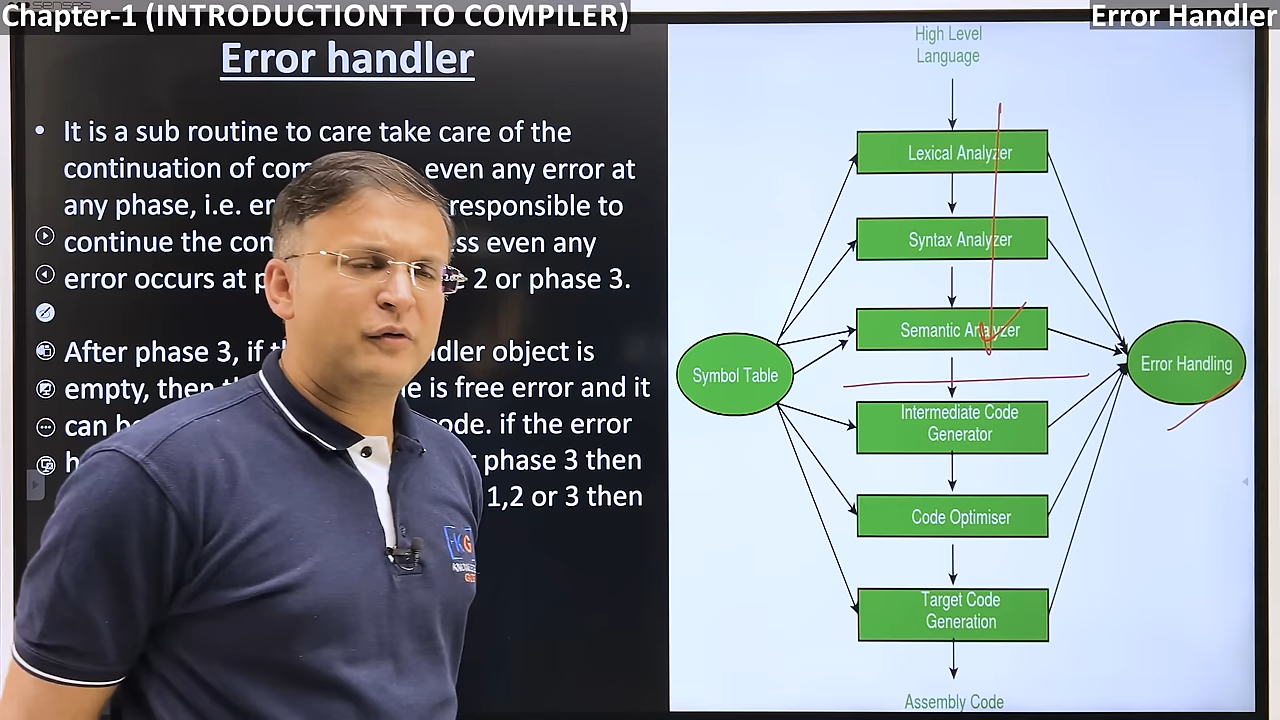 Chapter-1 (INTRODUCTIONT TO COMPILER)
Error Handler
Error handler
• It is a sub routine to care take care of the
continuation of com even any error at
any phase, i.e. er responsible to
continue the con ss even any
error occurs at p 2 or phase 3.
After phase 3, if th ndler object is
empty, then th e is free error and it
can be ode. if the error
h phase 3 then
1,2 or 3 then
KG
High Level
Language
Lexical Analyzer
Syntax Analyzer
Semantic Analyzer
Symbol Table
Error Handling
Intermediate Code
Generator
Code Optimiser
Target Code
Generation
Assembly Code